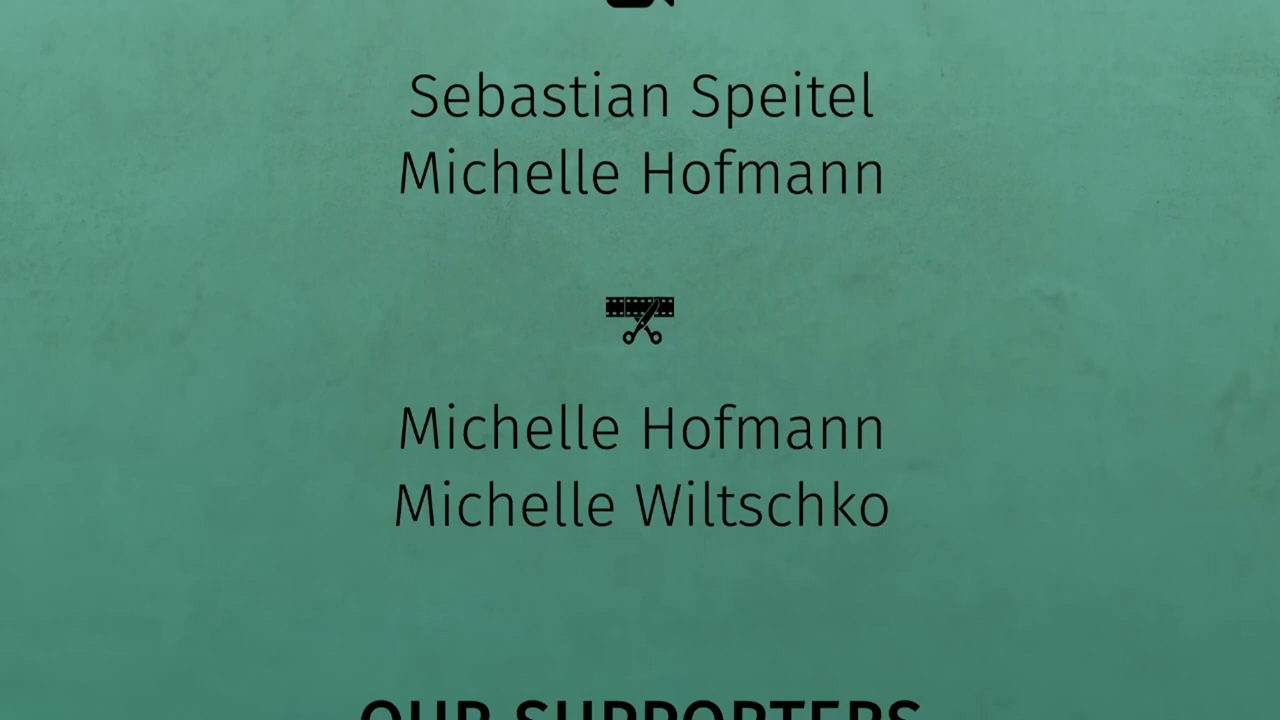 Sebastian Speitel
Michelle Hofmann
Michelle Hofmann
Michelle Wiltschko
OUR SUPPORTERS